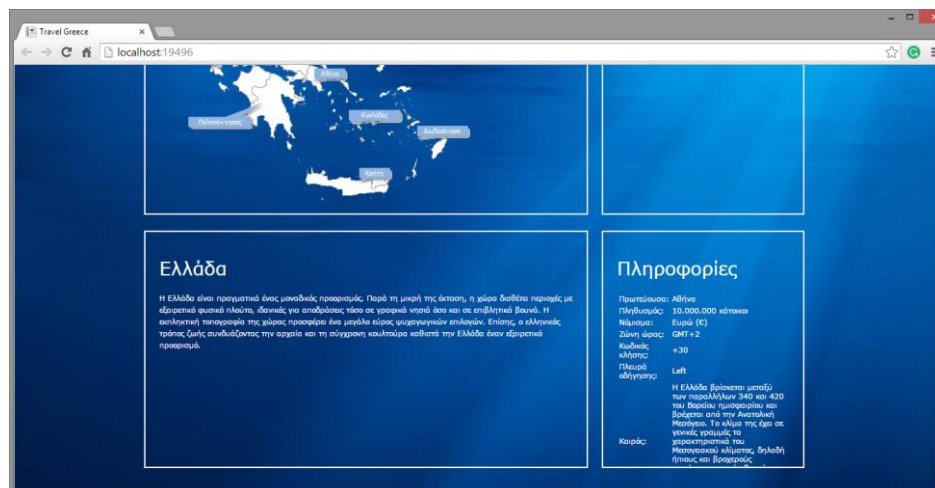 Travel Greece
localhost:19496
Αθήνα
Πελοπόννησος
Κυκλάδες
Δωδεκάνησα
Κρήτη
Ελλάδα
Η Ελλάδα είναι πραγματικά ένας μοναδικός προορισμός. Παρά τη μικρή της έκταση, η χώρα διαθέτει περιοχές με
εξαιρετικό φυσικό πλούτο, ιδανικές για αποδράσεις τόσο σε γραφικά νησιά όσο και σε επιβλητικά βουνά. Η
εκπληκτική τοπογραφία της χώρας προσφέρει ένα μεγάλο εύρος ψυχαγωγικών επιλογών. Επίσης, ο ελληνικός
τρόπος ζωής συνδυάζοντας την αρχαία και τη σύγχρονη κουλτούρα καθιστά την Ελλάδα έναν εξαιρετικό
προορισμό.
Πληροφορίες
Πρωτεύουσα: Αθήνα
Πληθυσμός: 10.000.000 κάτοικοι
Νόμισμα: Ευρώ (€)
Ζώνη ώρας: GMT+2
Κωδικός
κλήσης: +30
Πλευρά
οδήγησης: Left
Η Ελλάδα βρίσκεται μεταξύ
των παραλλήλων 340 και 420
του Βορείου ημισφαιρίου και
βρέχεται από την Ανατολική
Μεσόγειο. Το κλίμα της έχει σε
γενικές γραμμές τα
Καιρός: χαρακτηριστικά του
Μεσογειακού κλίματος, δηλαδή
ήπιους και βροχερούς